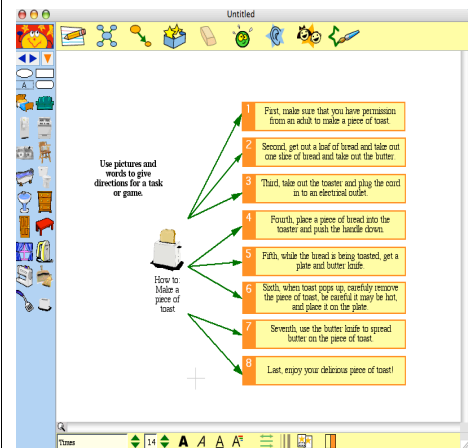 Untitled
A
Use pictures and
words to give
directions for a task
or game.
How to:
Make a
piece of
toast
1
First, make sure that you have permission
from an adult to make a piece of toast.
2
Second, get out a loaf of bread and take out
one slice of bread and take out the butter.
3
Third, take out the toaster and plug the cord
in to an electrical outlet.
4
Fourth, place a piece of bread into the
toaster and push the handle down.
5
Fifth, while the bread is being toasted, get a
plate and butter knife.
6
Sixth, when toast pops up, carefuly remove
the piece of toast, be careful it may be hot,
and place it on the plate.
7
Seventh, use the butter knife to spread
butter on the piece of toast.
8
Last, enjoy your delicious piece of toast!
Times 14 A A A A